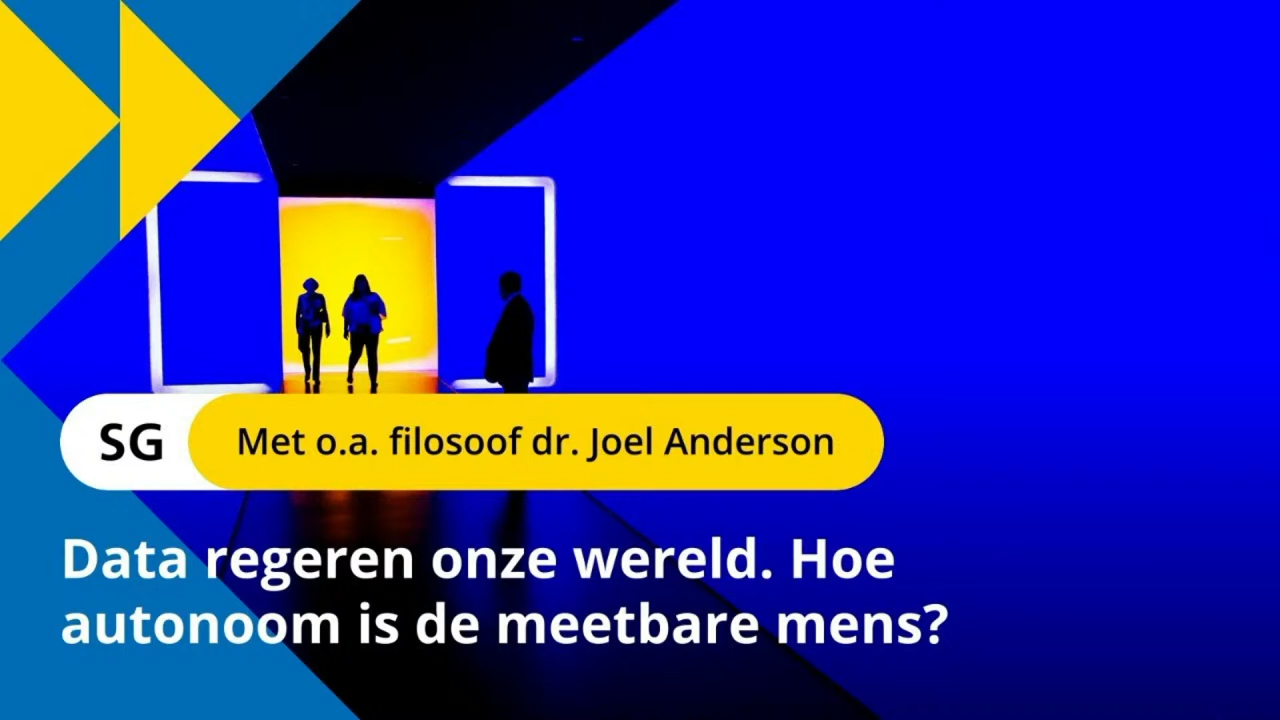 SG
Met o.a. filosoof dr. Joel Anderson
Data regeren onze wereld. Hoe
autonoom is de meetbare mens?